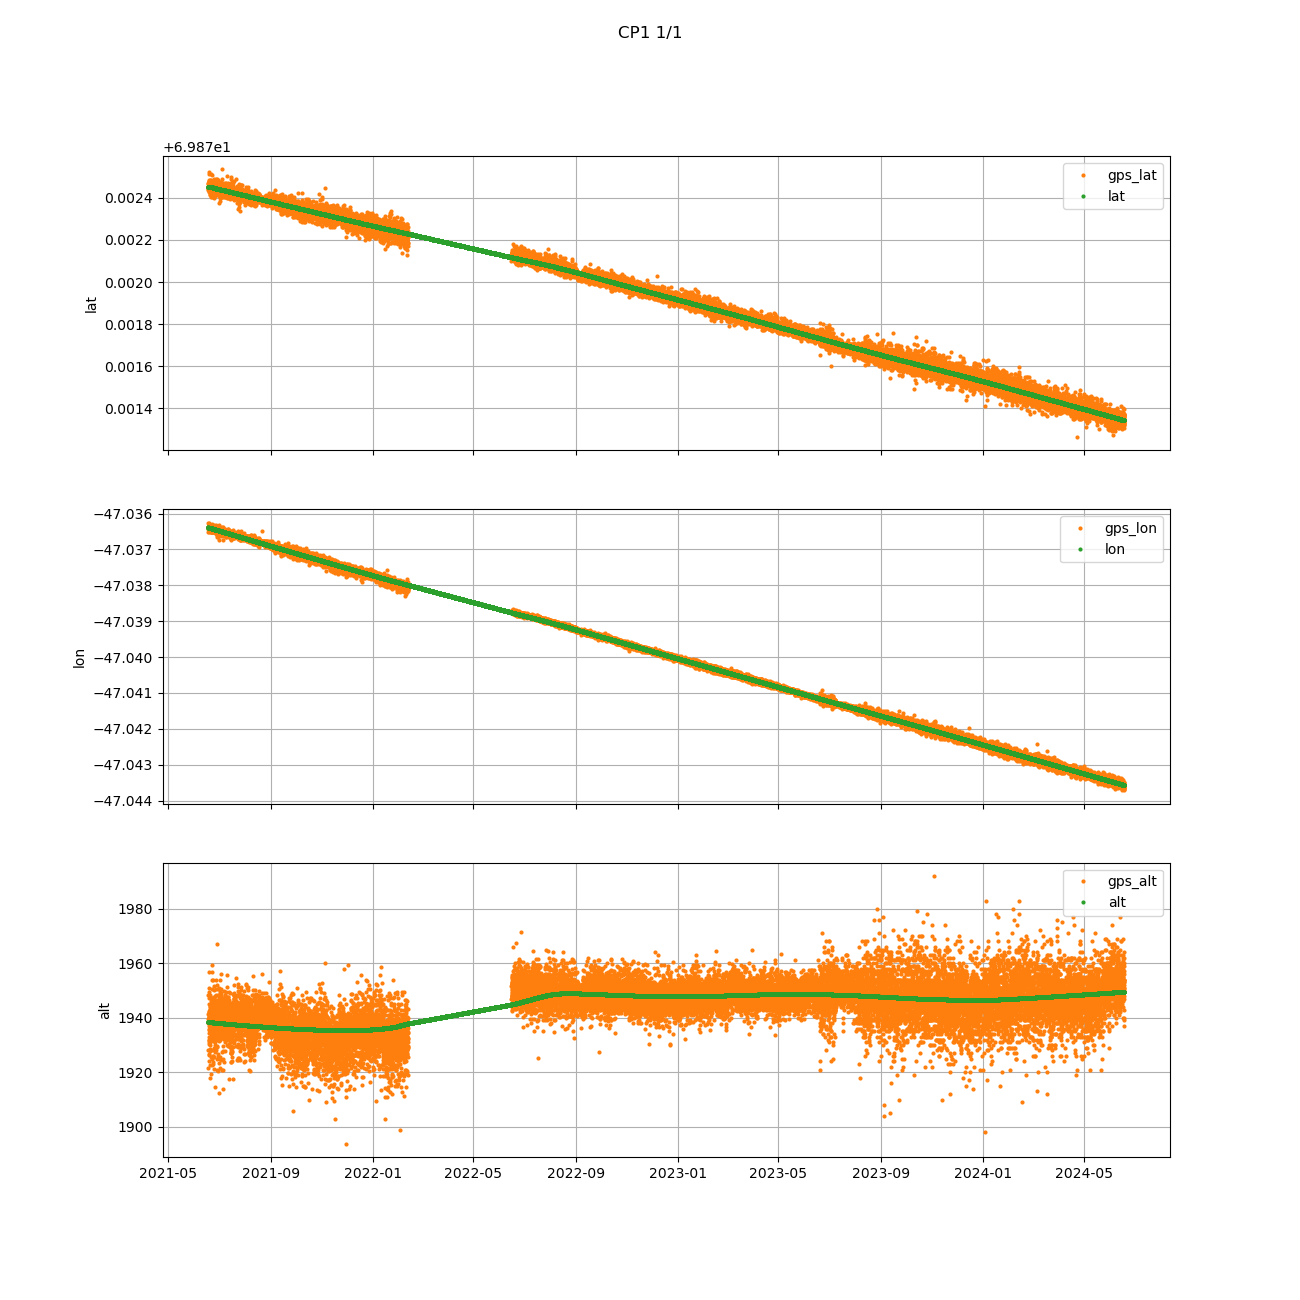 CP1 1/1
+6.987e1
0.0024
0.0022
0.0020
0.0018
0.0016
0.0014
lat
gps_lat
lat
−47.036
−47.037
−47.038
−47.039
−47.040
−47.041
−47.042
−47.043
−47.044
lon
gps_lon
lon
1980
1960
1940
1920
1900
alt
gps_alt
alt
2021-05 2021-09 2022-01 2022-05 2022-09 2023-01 2023-05 2023-09 2024-01 2024-05